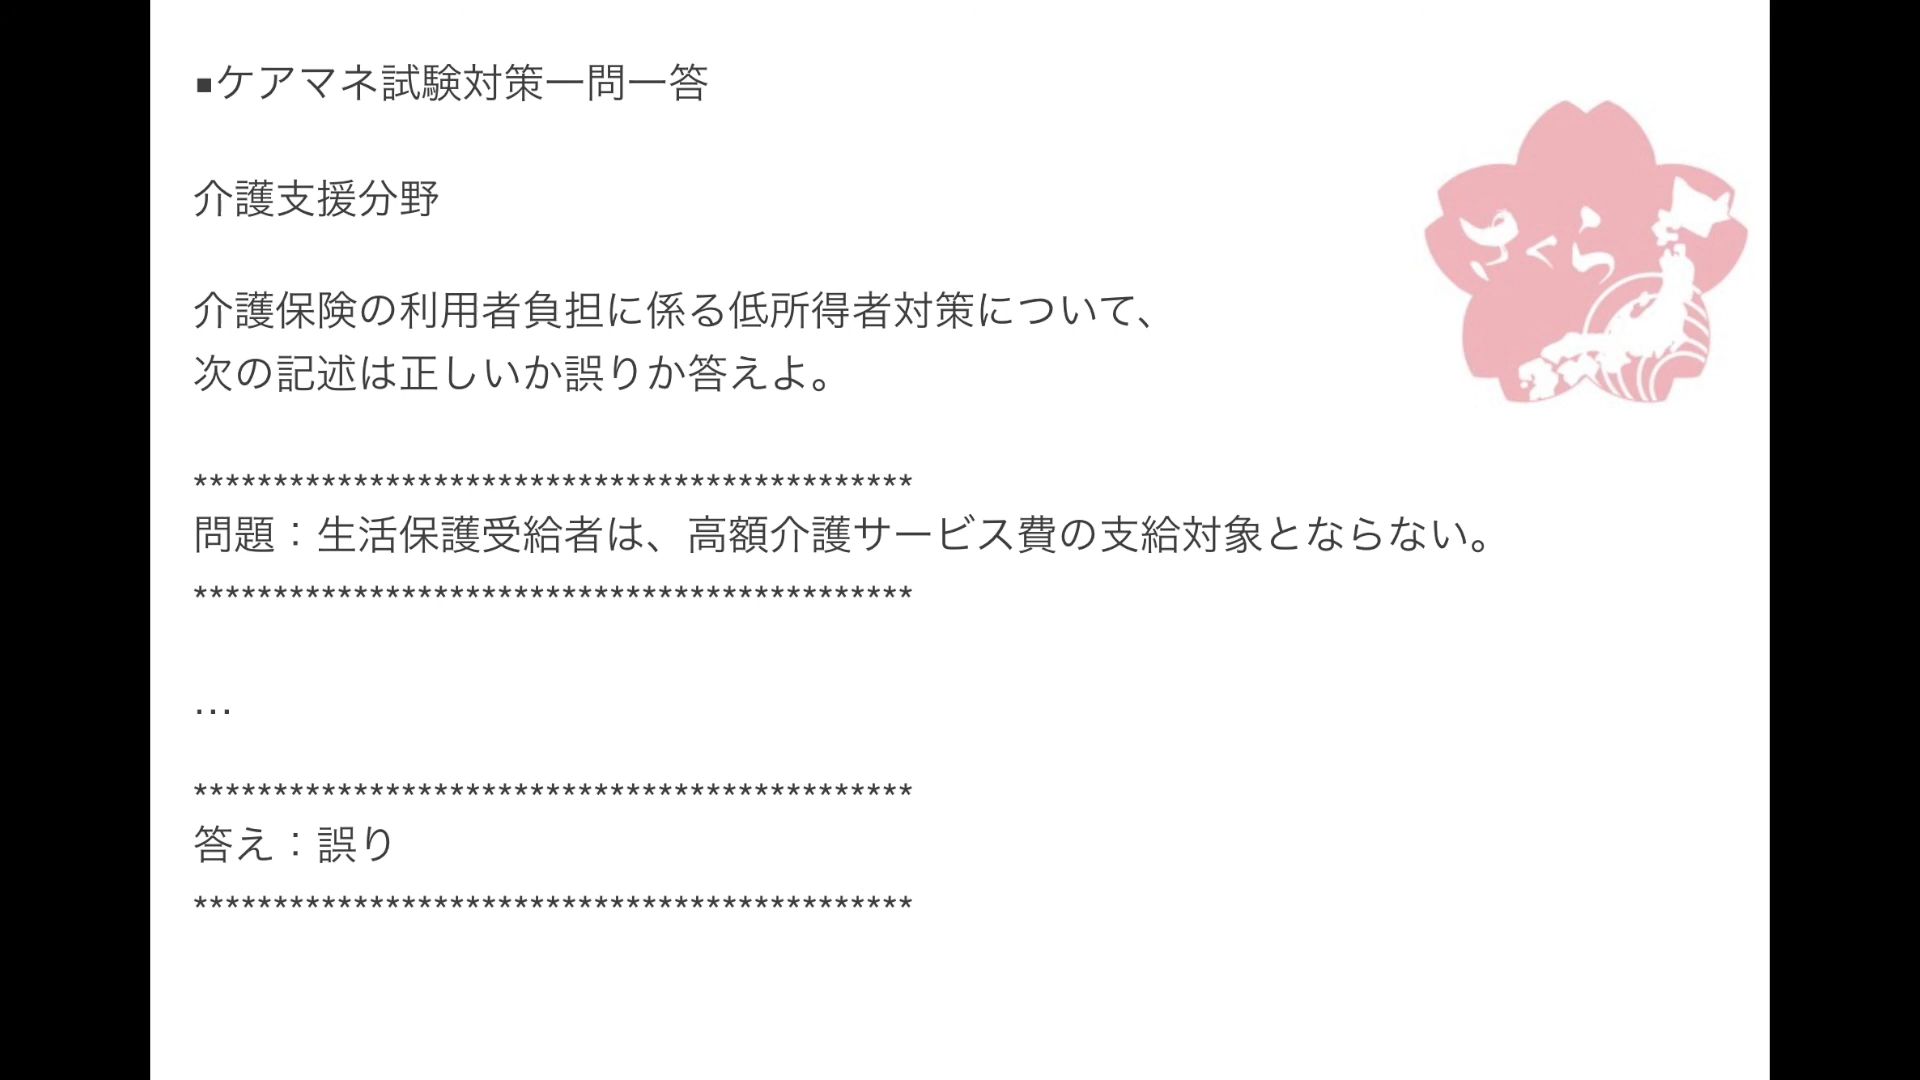 ▪ケアマネ試験対策一問一答
介護支援分野
さくら
介護保険の利用者負担に係る低所得者対策について、
次の記述は正しいか誤りか答えよ。
*********************************************
問題：生活保護受給者は、高額介護サービス費の支給対象とならない。
*********************************************
…
*********************************************
答え：誤り
*********************************************